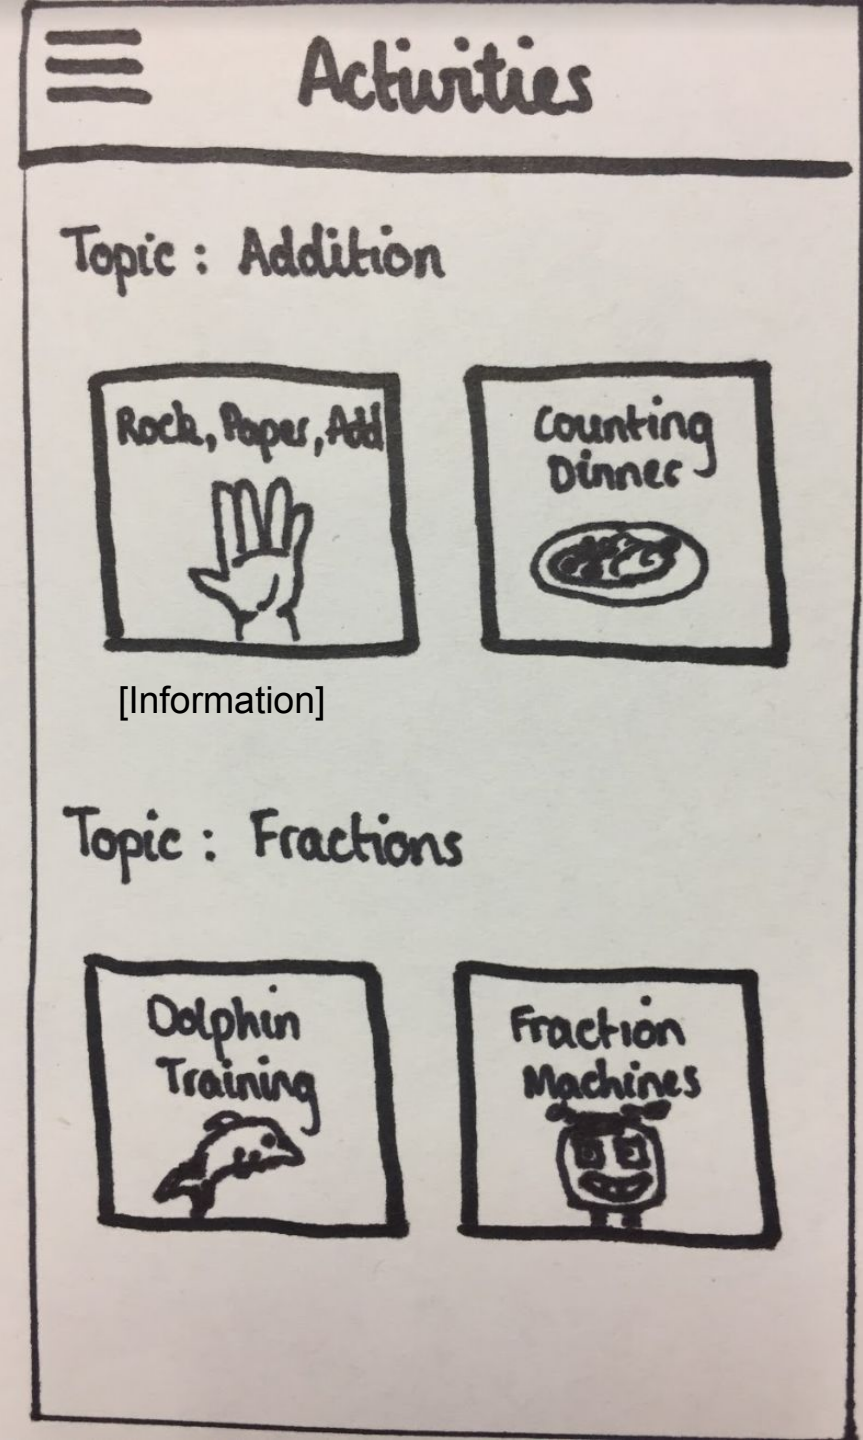 Activities
Topic : Addition
Rock, Paper, Add
Counting
Dinner
[Information]
Topic : Fractions
Dolphin
Training
Fraction
Machines